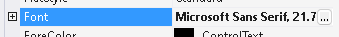 Font Microsoft Sans Serif, 21.7 ...
ForeColor ControlText